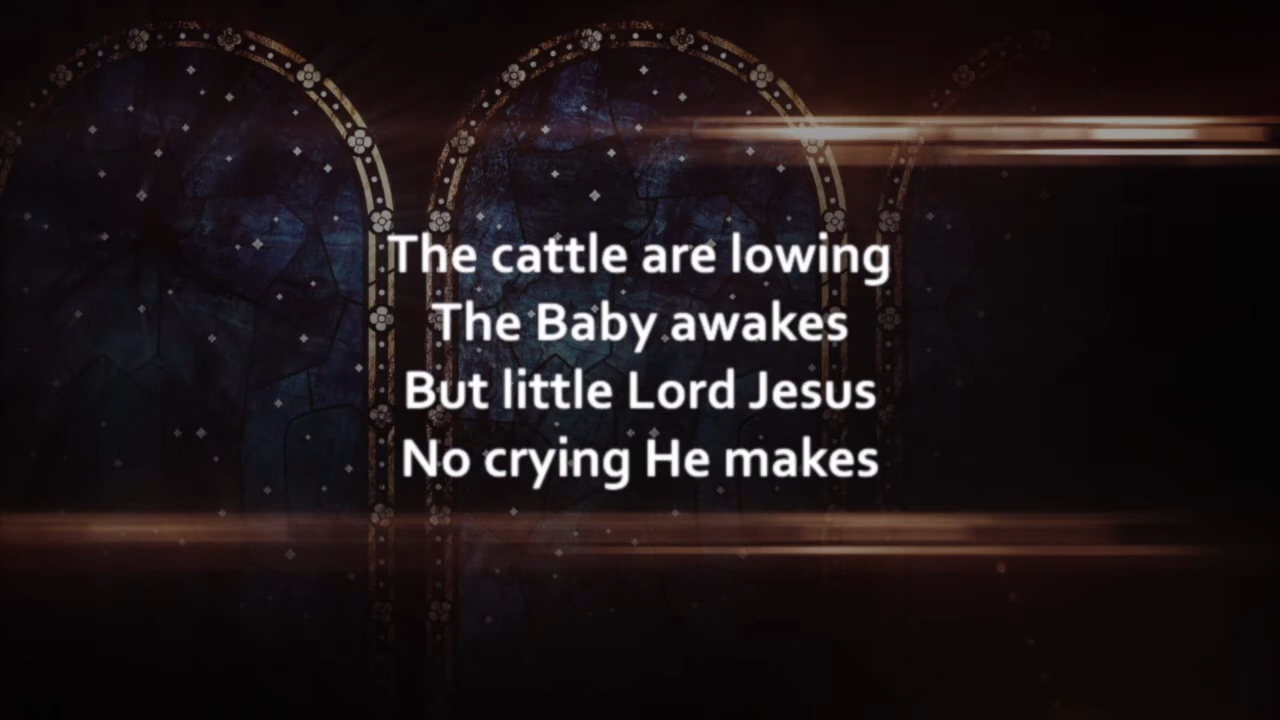 The cattle are lowing
The Baby awakes
But little Lord Jesus
No crying He makes